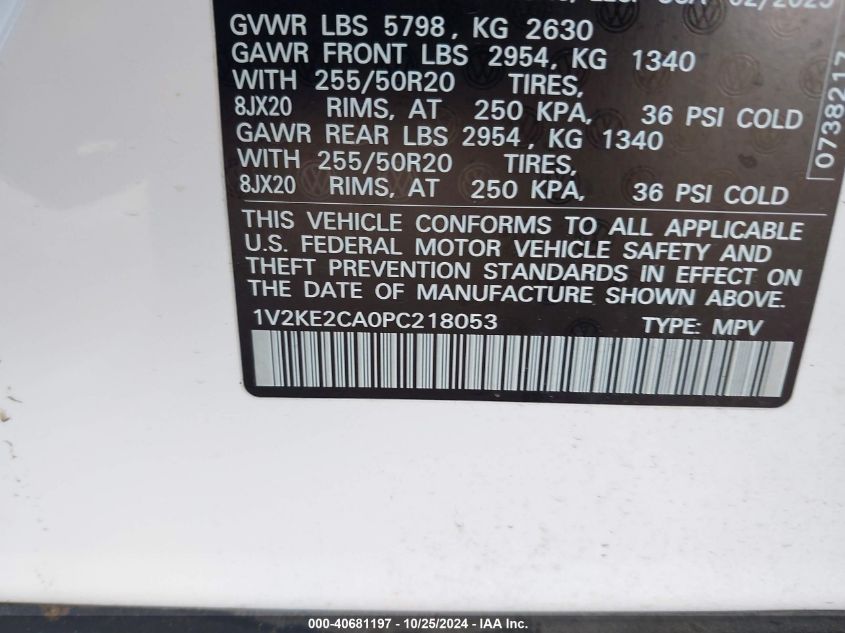 02/2023
GVWR LBS 5798, KG 2630
GAWR FRONT LBS 2954, KG 1340
WITH 255/50R20 TIRES,
8JX20 RIMS, AT 250 KPA, 36 PSI COLD
GAWR REAR LBS 2954, KG 1340
WITH 255/50R20 TIRES,
8JX20 RIMS, AT 250 KPA, 36 PSI COLD
0738217
THIS VEHICLE CONFORMS TO ALL APPLICABLE
U.S. FEDERAL MOTOR VEHICLE SAFETY AND
THEFT PREVENTION STANDARDS IN EFFECT ON
THE DATE OF MANUFACTURE SHOWN ABOVE.
1V2KE2CA0PC218053 TYPE: MPV
000-40681197 - 10/25/2024 - IAA Inc.